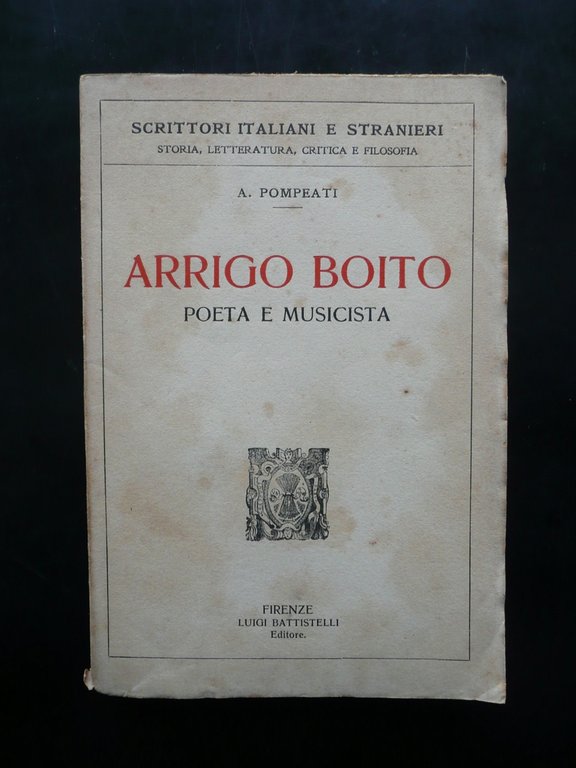 SCRITTORI ITALIANI E STRANIERI
STORIA, LETTERATURA, CRITICA E FILOSOFIA
A. POMPEATI
ARRIGO BOITO
POETA E MUSICISTA
FIRENZE
LUIGI BATTISTELLI
Editore.